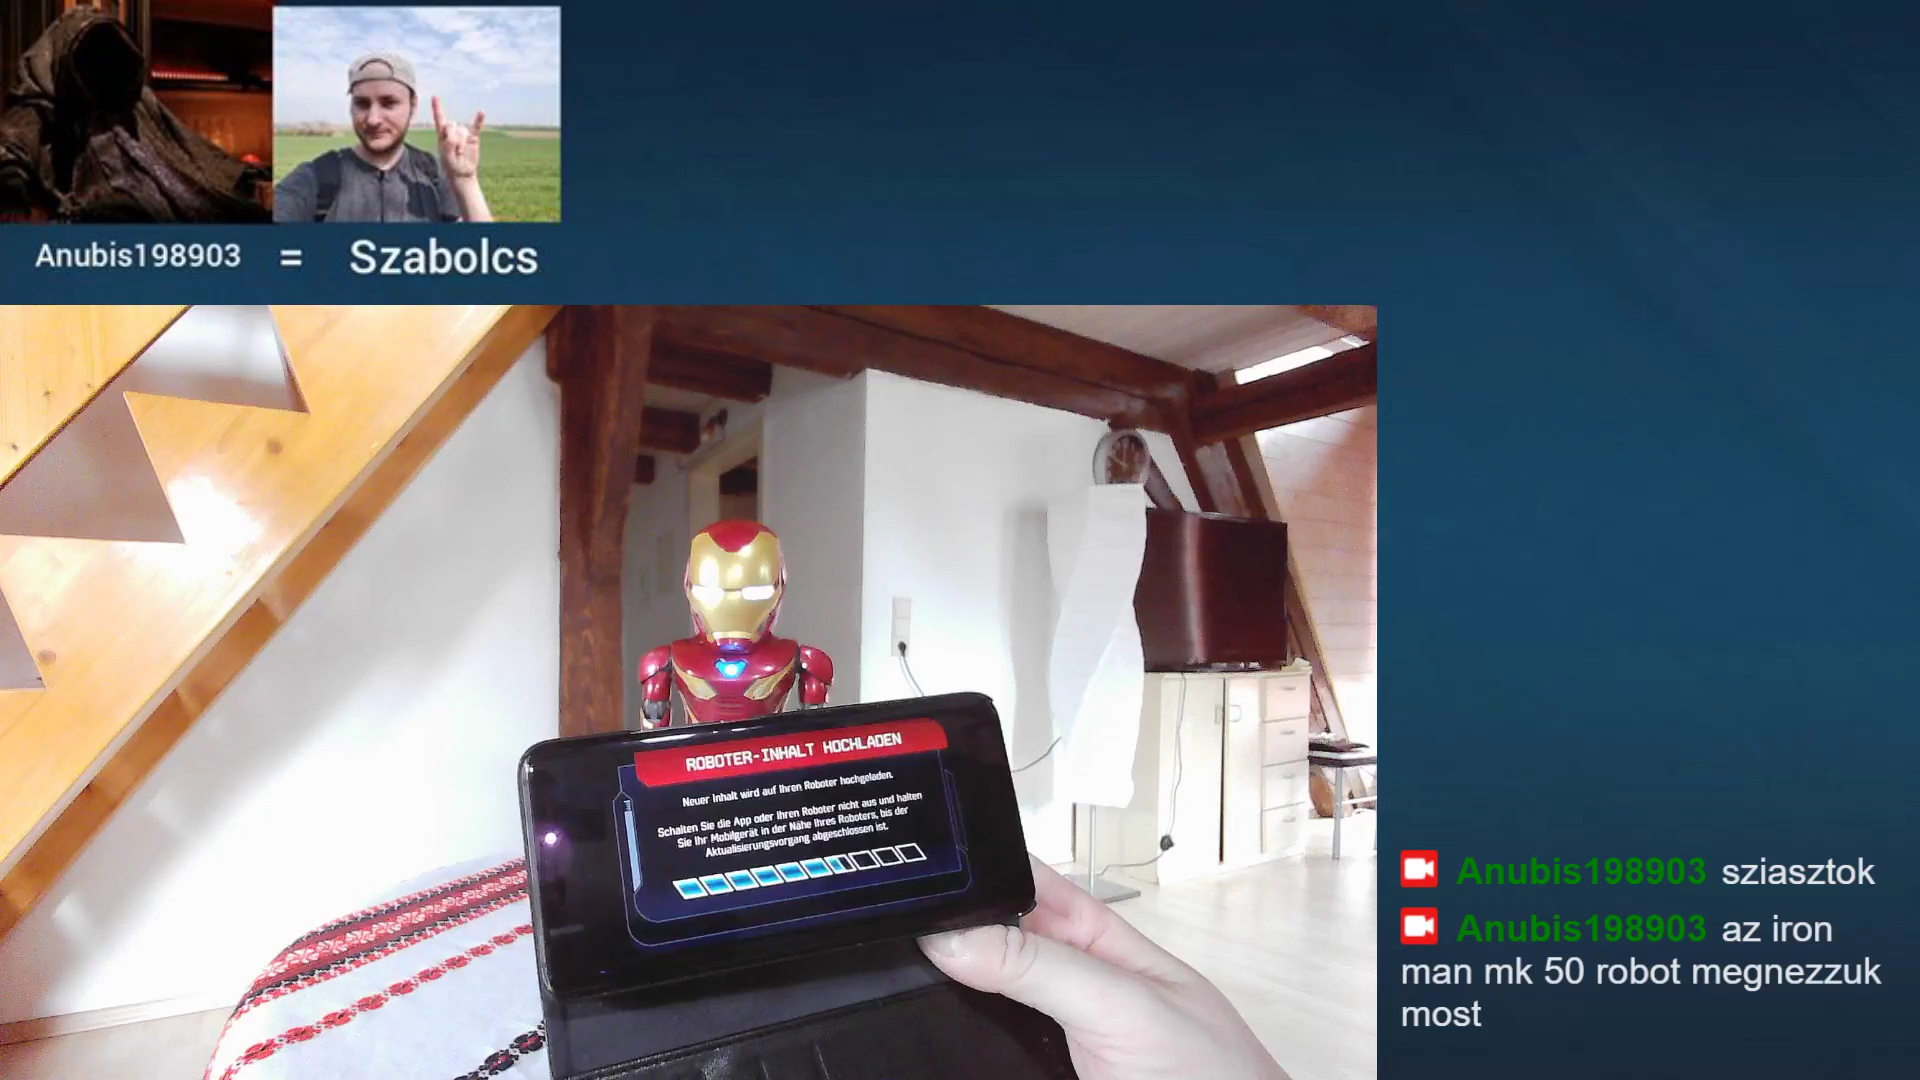 Anubis198903 = Szabolcs
ROBOTER-INHALT HOCHLADEN
Neuer Inhalt wird auf Ihren Roboter hochgeladen.
Schalten Sie die App oder Ihren Roboter nicht aus und halten
Sie Ihr Mobilgerät in der Nähe Ihres Roboters, bis der
Aktualisierungsvorgang abgeschlossen ist.
Anubis198903 sziasztok
Anubis198903 az iron
man mk 50 robot megnezzuk
most